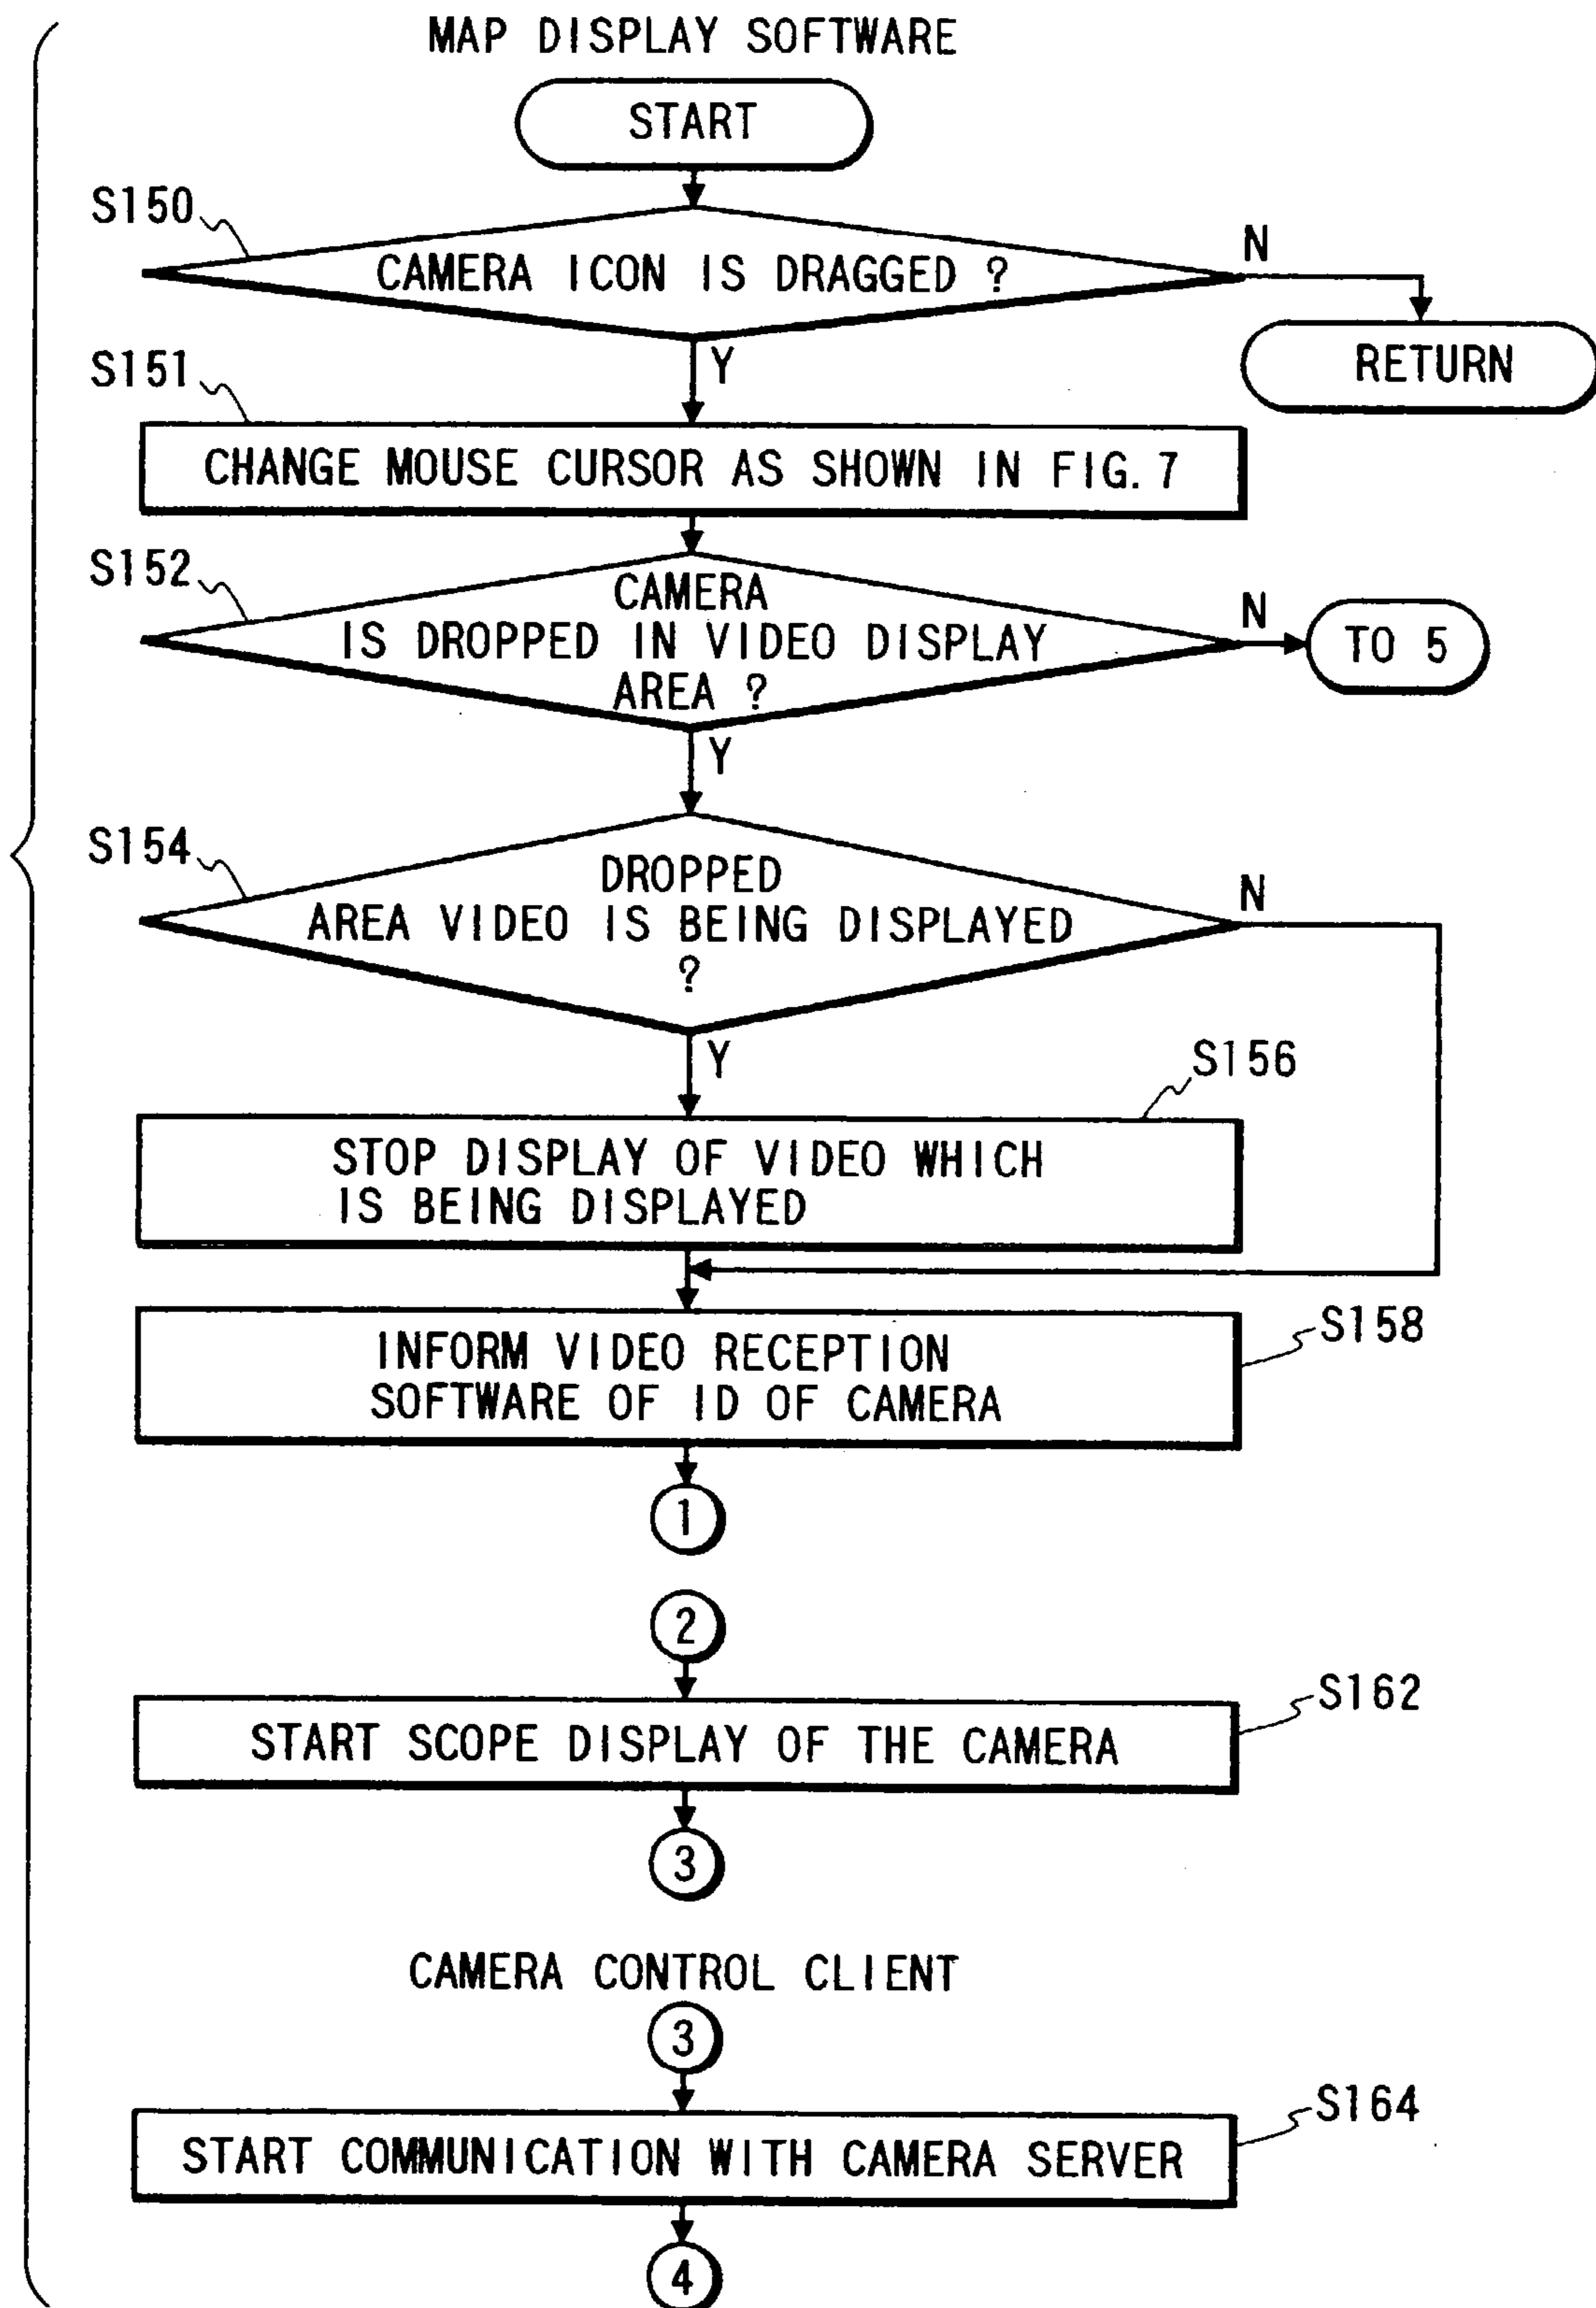 MAP DISPLAY SOFTWARE
START
S150
CAMERA ICON IS DRAGGED ?
N
RETURN
Y
S151
CHANGE MOUSE CURSOR AS SHOWN IN FIG. 7
S152
CAMERA
IS DROPPED IN VIDEO DISPLAY
AREA ?
N
TO 5
Y
S154
DROPPED
AREA VIDEO IS BEING DISPLAYED
?
N
Y
S156
STOP DISPLAY OF VIDEO WHICH
IS BEING DISPLAYED
S158
INFORM VIDEO RECEPTION
SOFTWARE OF ID OF CAMERA
1
2
S162
START SCOPE DISPLAY OF THE CAMERA
3
CAMERA CONTROL CLIENT
3
S164
START COMMUNICATION WITH CAMERA SERVER
4